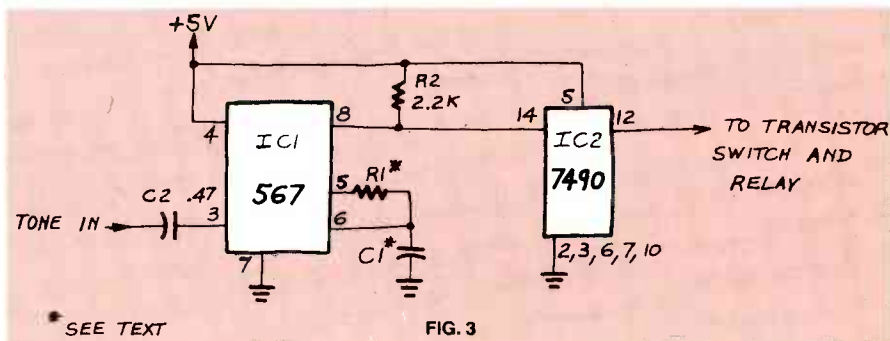 +5V
R2
2.2K
4
8
5
14
12
IC1
567
IC2
7490
TO TRANSISTOR
SWITCH AND
RELAY
5
R1*
C2 .47
3
6
TONE IN
C1*
7
2,3,6,7,10
* SEE TEXT
FIG. 3